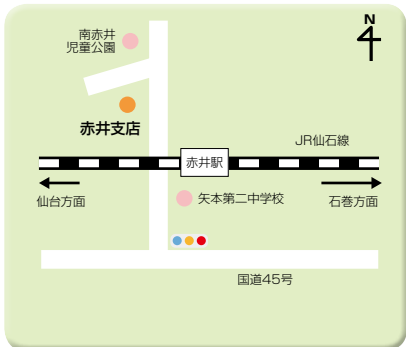 N
南赤井
児童公園
赤井支店
JR仙石線
赤井駅
仙台方面
矢本第二中学校
石巻方面
国道45号